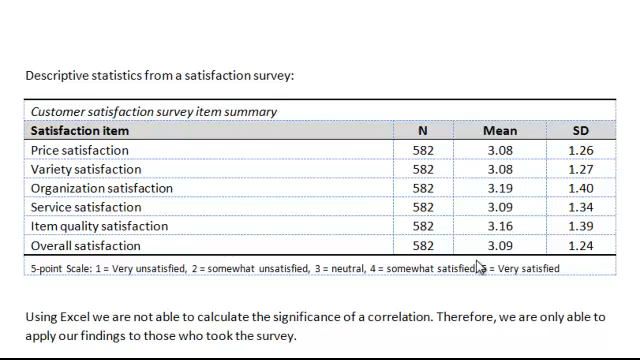 Descriptive statistics from a satisfaction survey:
Customer satisfaction survey item summary
Satisfaction item N Mean SD
Price satisfaction 582 3.08 1.26
Variety satisfaction 582 3.08 1.27
Organization satisfaction 582 3.19 1.40
Service satisfaction 582 3.09 1.34
Item quality satisfaction 582 3.16 1.39
Overall satisfaction 582 3.09 1.24
5-point Scale: 1 = Very unsatisfied, 2 = somewhat unsatisfied, 3 = neutral, 4 = somewhat satisfied, 5 = Very satisfied
Using Excel we are not able to calculate the significance of a correlation. Therefore, we are only able to
apply our findings to those who took the survey.